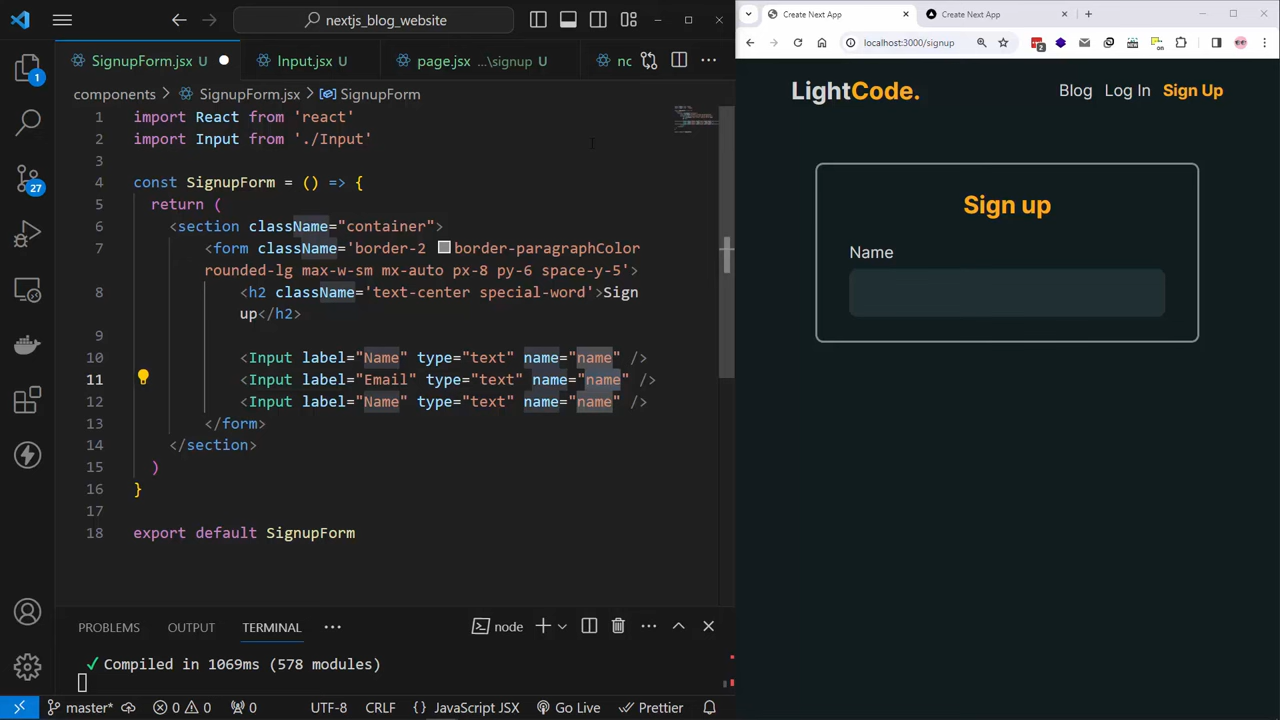 nextjs_blog_website
SignupForm.jsx U
Input.jsx U
page.jsx ...\signup U
nc
components > SignupForm.jsx > SignupForm
1 import React from 'react'
2 import Input from './Input'
3
4 const SignupForm = () => {
5 return (
6 <section className="container">
7 <form className='border-2 border-paragraphColor
rounded-lg max-w-sm mx-auto px-8 py-6 space-y-5'>
8 <h2 className='text-center special-word'>Sign
up</h2>
9
10 <Input label="Name" type="text" name="name" />
11 <Input label="Email" type="text" name="name" />
12 <Input label="Name" type="text" name="name" />
13 </form>
14 </section>
15 )
16 }
17
18 export default SignupForm
1
27
PROBLEMS OUTPUT TERMINAL ... node
✓ Compiled in 1069ms (578 modules)
master* 0 0 0 UTF-8 CRLF {} JavaScript JSX Go Live Prettier
Create Next App
Create Next App
localhost:3000/signup
2
LightCode.
Blog Log In Sign Up
Sign up
Name